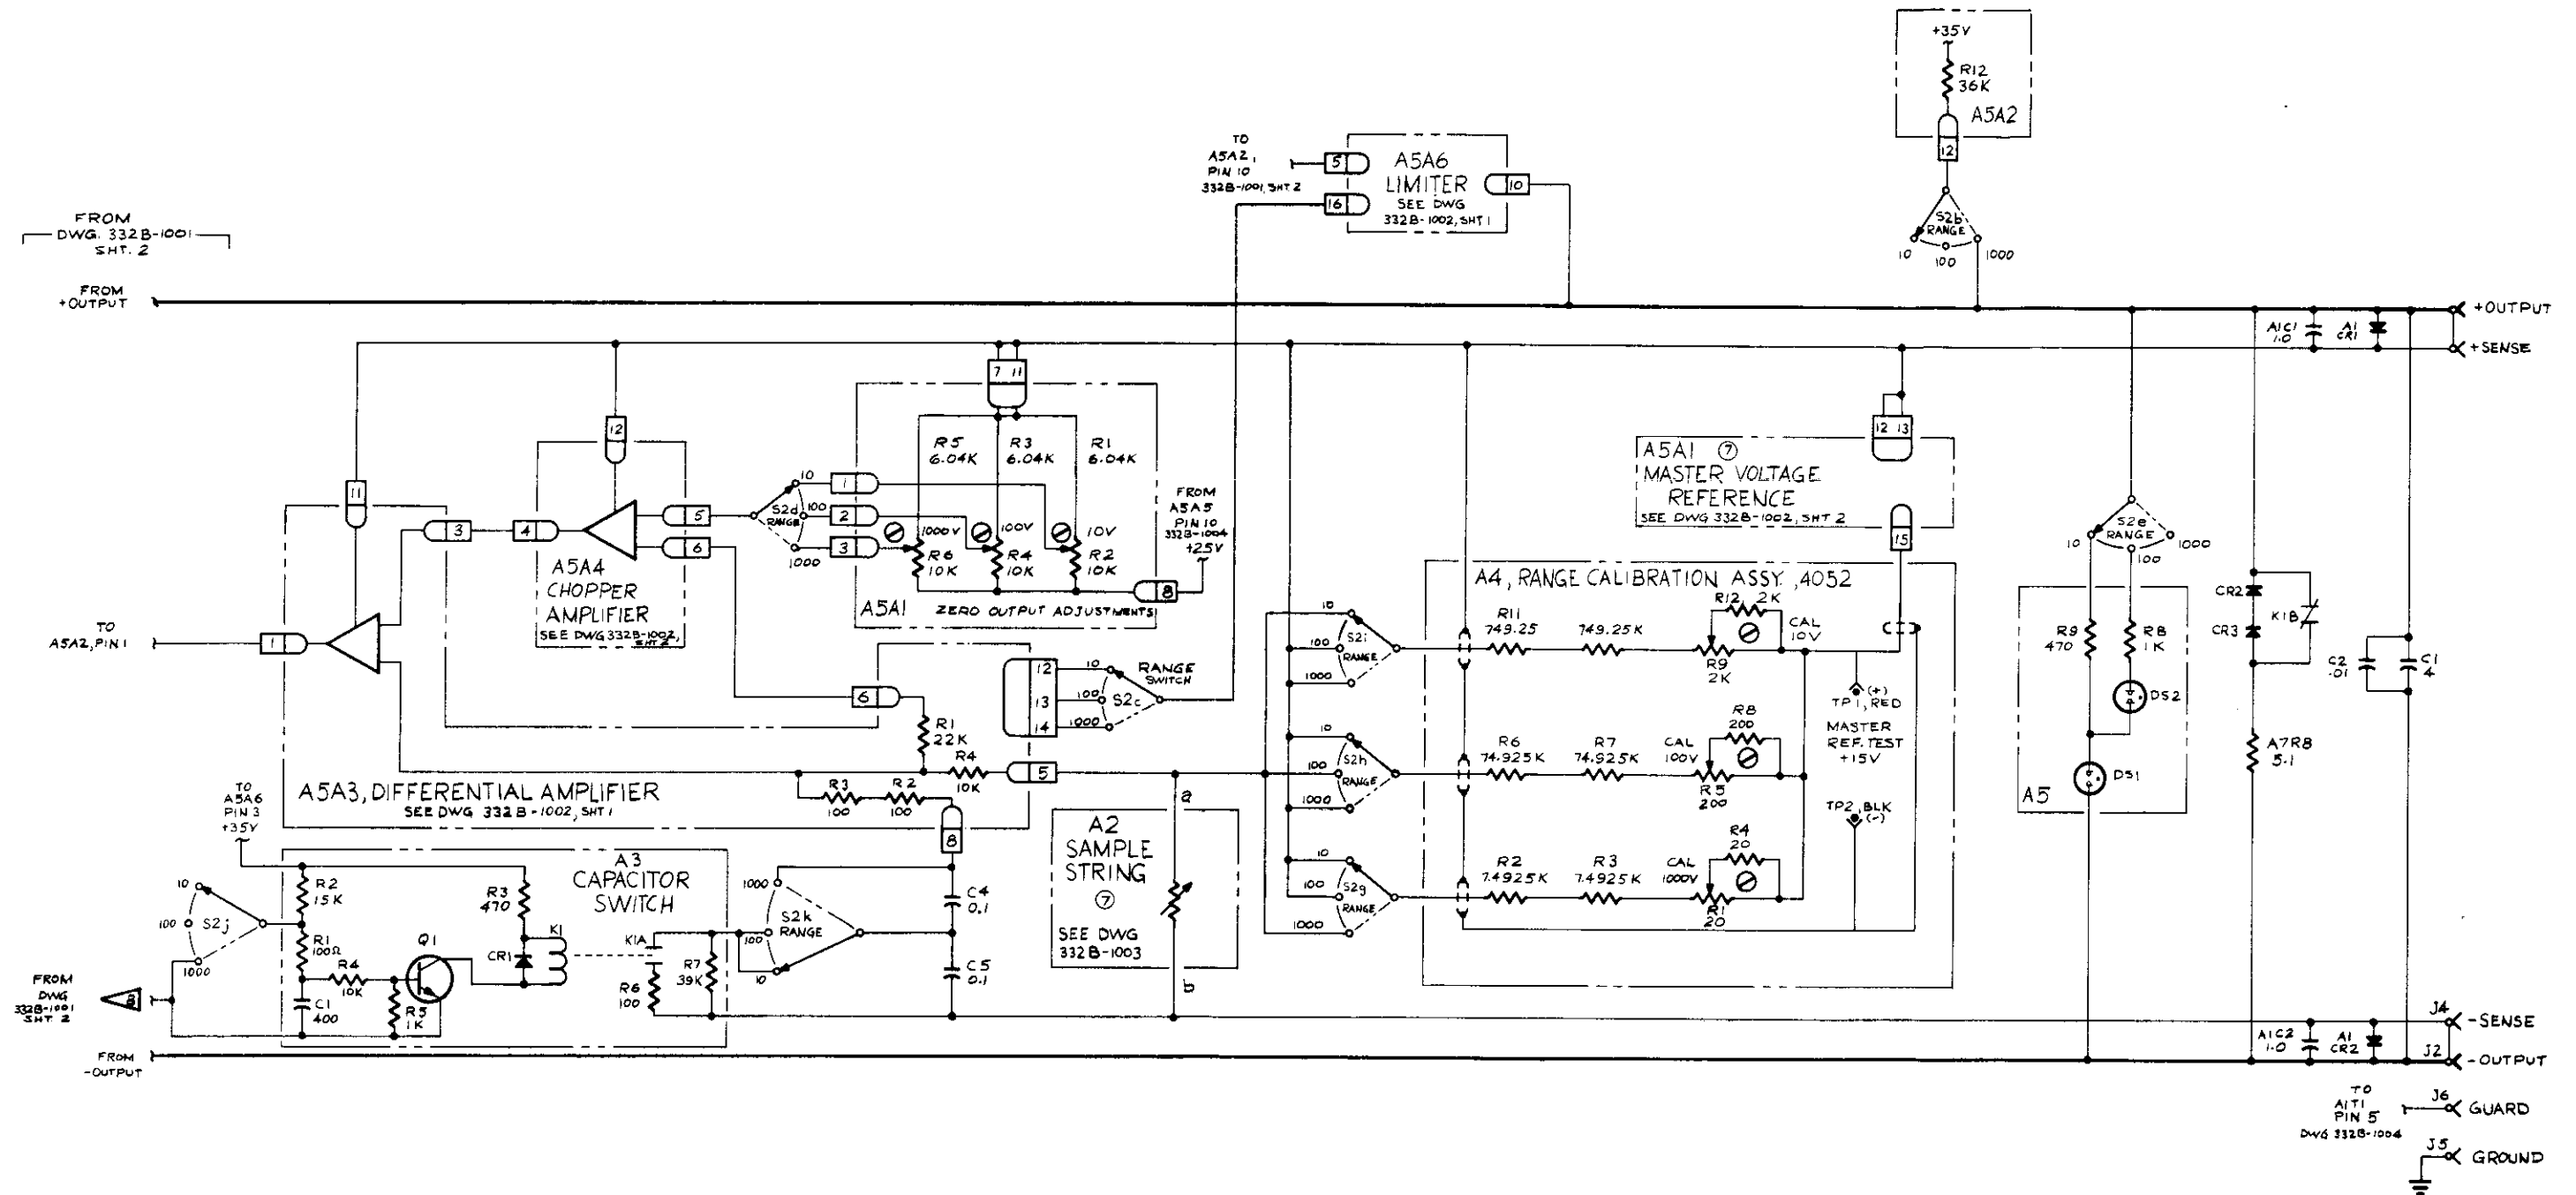 +35V
R12
36K
A5A2
12
S2b
RANGE
10
100
1000
TO
A5A2,
PIN 10
332B-1001, SHT 2
5
16
A5A6
LIMITER
SEE DWG
332B-1002, SHT 1
10
FROM
DWG. 332B-1001
SHT. 2
FROM
+OUTPUT
+OUTPUT
+SENSE
A1C1
1.0
A1
CR1
7 11
12
11
R5
6.04K
R3
6.04K
R1
6.04K
10
S2d
RANGE
100
1000
1
2
3
1000V
R6
10K
100V
R4
10K
10V
R2
10K
8
FROM
A5A5
PIN 10
332B-1004
+25V
A5A1
ZERO OUTPUT ADJUSTMENTS
3
4
5
6
A5A4
CHOPPER
AMPLIFIER
SEE DWG 332B-1002,
SHT 2
TO
A5A2, PIN 1
1
12
13
14
10
100
1000
S2c
RANGE
SWITCH
6
R1
22K
R4
10K
5
R3
100
R2
100
8
A5A3, DIFFERENTIAL AMPLIFIER
SEE DWG 332B-1002, SHT 1
12 13
A5A1 ⑦
MASTER VOLTAGE
REFERENCE
SEE DWG 332B-1002, SHT 2
15
A4, RANGE CALIBRATION ASSY, 4052
10
100
1000
S2i
RANGE
R11
749.25
749.25K
R12, 2K
CAL
10V
R9
2K
TP1, RED
(+)
MASTER
REF. TEST
+15V
TP2, BLK
(-)
10
100
1000
S2h
RANGE
R6
74.925K
R7
74.925K
CAL
100V
R8
200
R5
200
10
100
1000
S2g
RANGE
R2
7.4925K
R3
7.4925K
CAL
1000V
R4
20
R1
20
S2e
RANGE
10
100
1000
R9
470
R8
1K
DS2
DS1
A5
CR2
CR3
K1B
A7R8
5.1
C2
.01
C1
4
TO
A5A6
PIN 3
+35V
10
100
1000
S2j
A3
CAPACITOR
SWITCH
R2
15K
R1
100Ω
R4
10K
C1
400
R5
1K
Q1
R3
470
CR1
K1
K1A
R6
100
R7
39K
1000
100
10
S2k
RANGE
C4
0.1
C5
0.1
a
A2
SAMPLE
STRING
⑦
SEE DWG
332B-1003
b
FROM
DWG
332B-1001
SHT 2
B
FROM
-OUTPUT
A1C2
1.0
A1
CR2
J4
-SENSE
J2
-OUTPUT
TO
A1T1
PIN 5
DWG 332B-1004
J6
GUARD
J5
GROUND